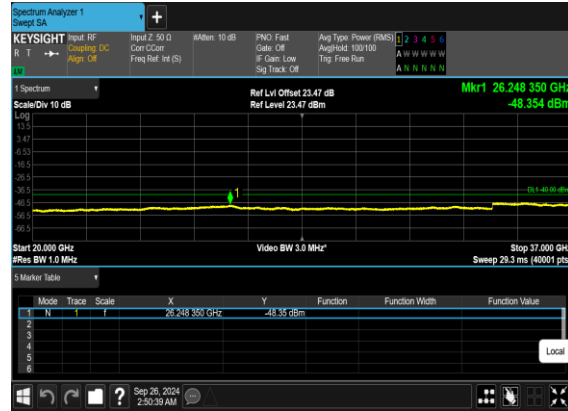 Spectrum Analyzer 1
Swept SA
+
KEYSIGHT Input: RF Input Z: 50 Ω #Atten: 10 dB PNO: Fast Avg Type: Power (RMS) 1 2 3 4 5 6
R T Coupling: DC Corr CCorr Gate: Off Avg|Hold: 100/100 A W W W W W
Align: Off Freq Ref: Int (S) IF Gain: Low Trig: Free Run
LXI Sig Track: Off A N N N N N
1 Spectrum Ref Lvl Offset 23.47 dB Mkr1 26.248 350 GHz
Scale/Div 10 dB Ref Level 23.47 dBm -48.354 dBm
Log
13.5
3.47
-6.53
-16.5
-26.5
-36.5
1
DL1 -40.00 dBm
-46.5
-56.5
-66.5
Start 20.000 GHz Video BW 3.0 MHz* Stop 37.000 GHz
#Res BW 1.0 MHz Sweep 29.3 ms (40001 pts)
5 Marker Table
Mode Trace Scale X Y Function Function Width Function Value
1 N 1 f 26.248 350 GHz -48.35 dBm
2
3
4
5
6
Local
? Sep 26, 2024
2:50:39 AM